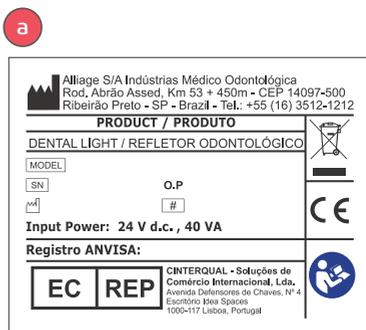 a
Alliage S/A Indústrias Médico Odontológica
Rod. Abrão Assed, Km 53 + 450m - CEP 14097-500
Ribeirão Preto - SP - Brazil - Tel.: +55 (16) 3512-1212
PRODUCT / PRODUTO
DENTAL LIGHT / REFLETOR ODONTOLÓGICO
MODEL
SN O.P
#
Input Power: 24 V d.c. , 40 VA
Registro ANVISA:
CE
EC REP
CINTERQUAL - Soluções de
Comércio Internacional, Lda.
Avenida Defensores de Chaves, Nº 4
Escritório Idea Spaces
1000-117 Lisboa, Portugal